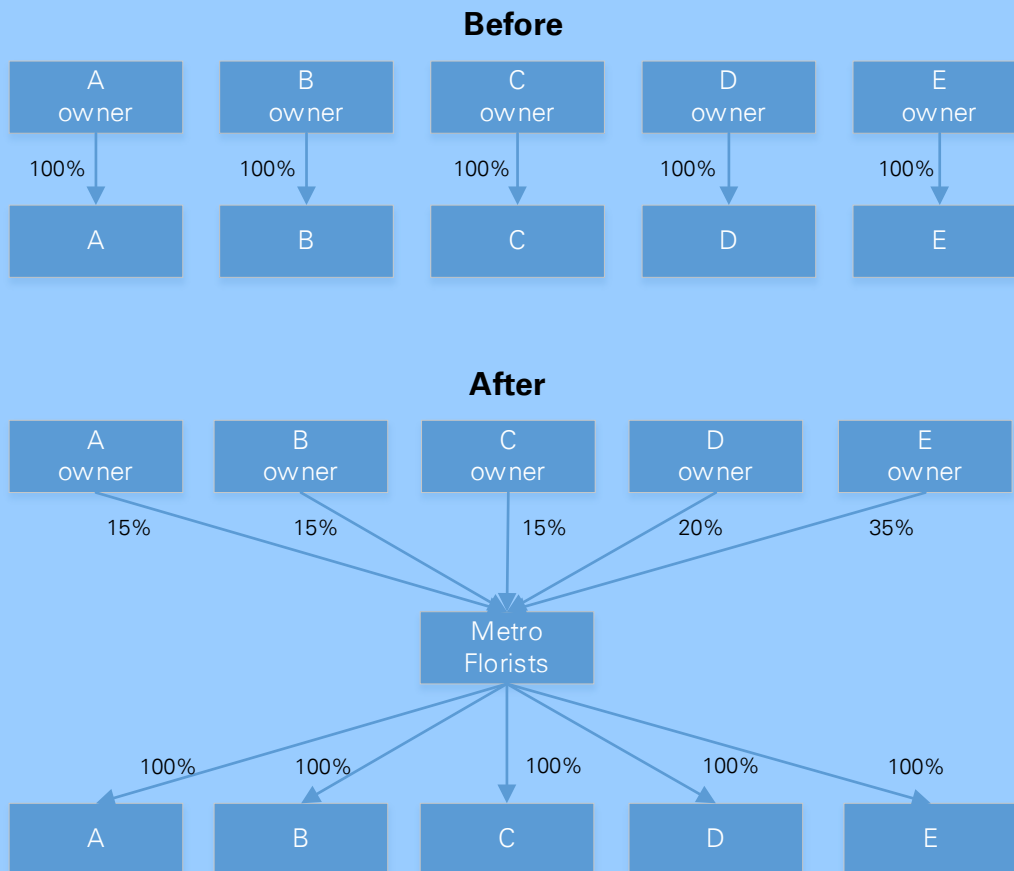 Before
A
owner
B
owner
C
owner
D
owner
E
owner
100%
100%
100%
100%
100%
A
B
C
D
E
After
A
owner
B
owner
C
owner
D
owner
E
owner
15%
15%
15%
20%
35%
Metro
Florists
100%
100%
100%
100%
100%
A
B
C
D
E